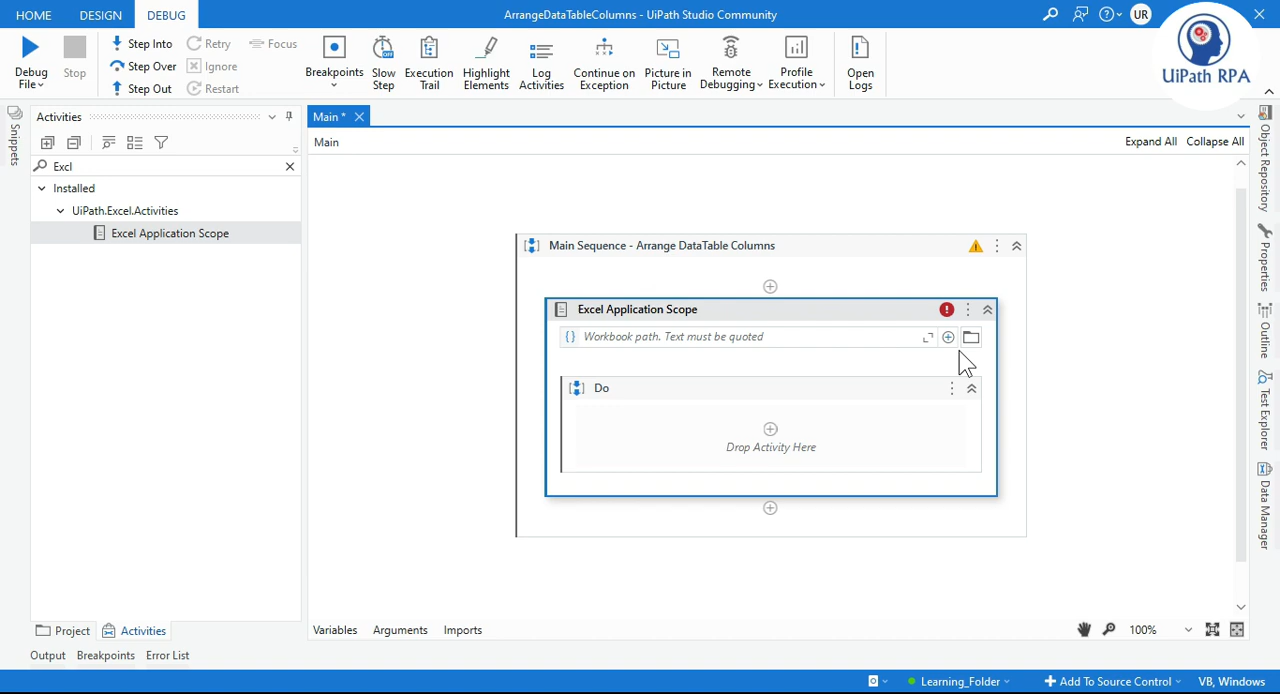 HOME DESIGN DEBUG ArrangeDataTableColumns - UiPath Studio Community UR
UiPath RPA
Debug File Stop
Step Into
Step Over
Step Out
Retry
Ignore
Restart
Focus
Breakpoints
Slow Step
Execution Trail
Highlight Elements
Log Activities
Continue on Exception
Picture in Picture
Remote Debugging
Profile Execution
Open Logs
Snippets
Activities
Excl
Installed
UiPath.Excel.Activities
Excel Application Scope
Main *
Main Expand All Collapse All
Main Sequence - Arrange DataTable Columns
Excel Application Scope
Workbook path. Text must be quoted
Do
Drop Activity Here
Object Repository
Properties
Outline
Test Explorer
Data Manager
Variables Arguments Imports 100%
Project Activities
Output Breakpoints Error List
Learning_Folder Add To Source Control VB, Windows